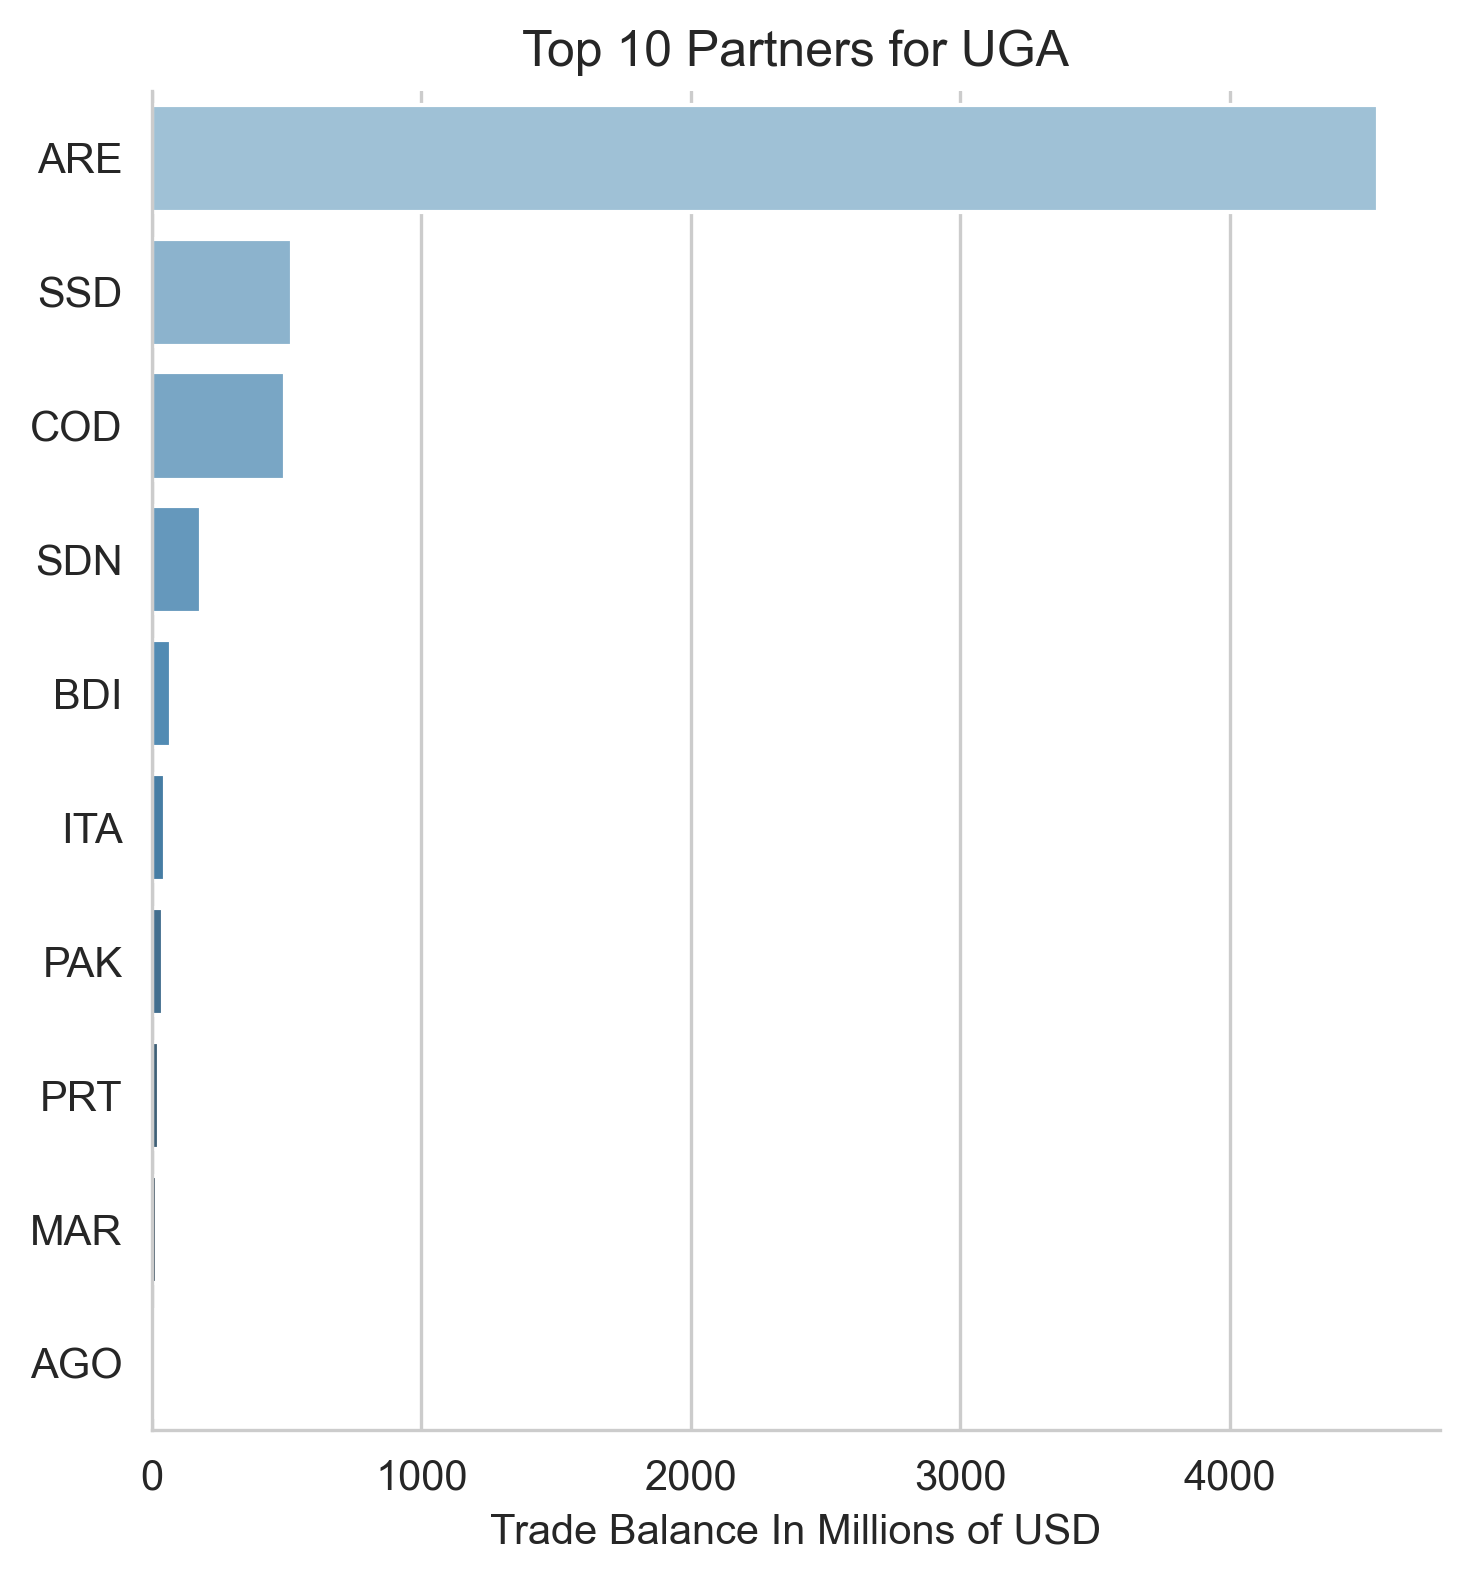 Top 10 Partners for UGA
ARE
SSD
COD
SDN
BDI
ITA
PAK
PRT
MAR
AGO
0 1000 2000 3000 4000
Trade Balance In Millions of USD